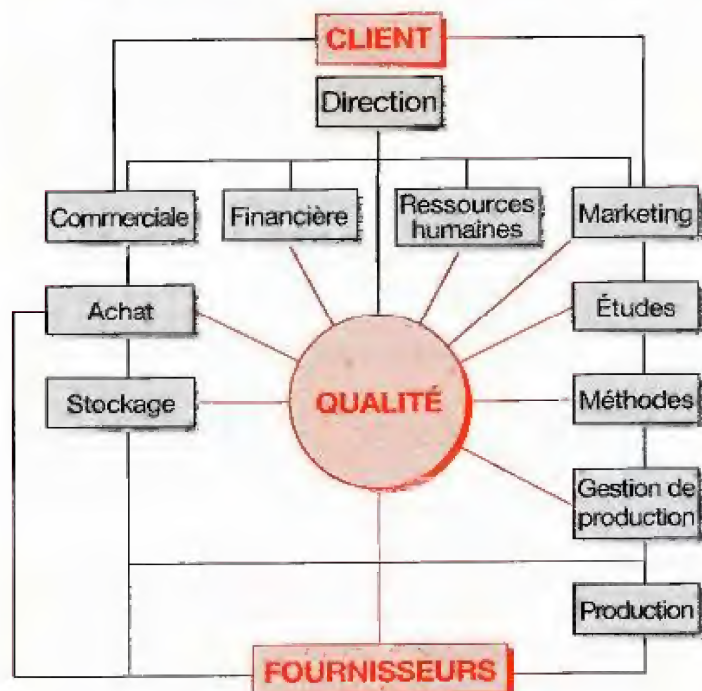 CLIENT
Direction
Commerciale
Financière
Ressources
humaines
Marketing
Achat
Études
Stockage
QUALITÉ
Méthodes
Gestion de
production
Production
FOURNISSEURS